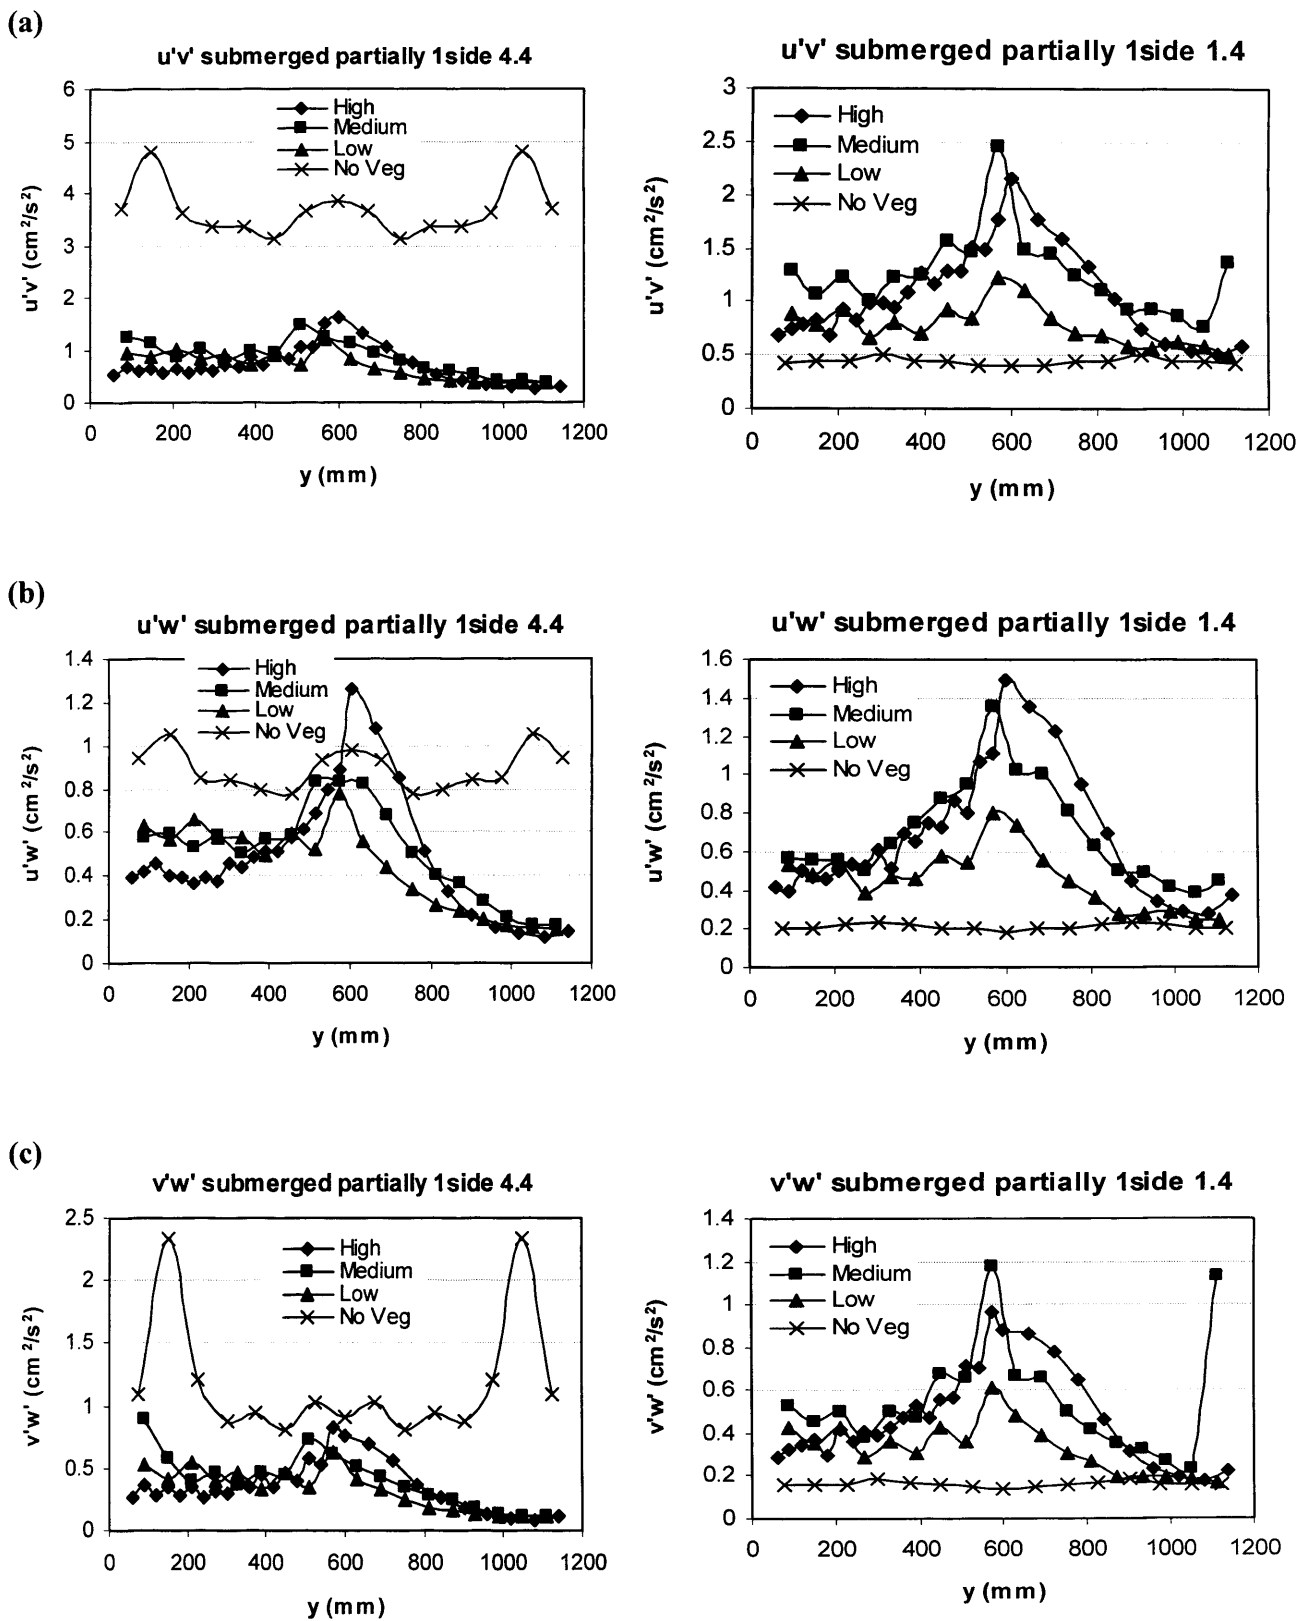 (a)
u'v' submerged partially 1side 4.4
6
5
4
3
2
1
0
u'v' (cm²/s²)
High
Medium
Low
No Veg
0 200 400 600 800 1000 1200
y (mm)
u'v' submerged partially 1side 1.4
3
2.5
2
1.5
1
0.5
0
u'v' (cm²/s²)
High
Medium
Low
No Veg
0 200 400 600 800 1000 1200
y (mm)
(b)
u'w' submerged partially 1side 4.4
1.4
1.2
1
0.8
0.6
0.4
0.2
0
u'w' (cm²/s²)
High
Medium
Low
No Veg
0 200 400 600 800 1000 1200
y (mm)
u'w' submerged partially 1side 1.4
1.6
1.4
1.2
1
0.8
0.6
0.4
0.2
0
u'w' (cm²/s²)
High
Medium
Low
No Veg
0 200 400 600 800 1000 1200
y (mm)
(c)
v'w' submerged partially 1side 4.4
2.5
2
1.5
1
0.5
0
v'w' (cm²/s²)
High
Medium
Low
No Veg
0 200 400 600 800 1000 1200
y (mm)
v'w' submerged partially 1side 1.4
1.4
1.2
1
0.8
0.6
0.4
0.2
0
v'w' (cm²/s²)
High
Medium
Low
No Veg
0 200 400 600 800 1000 1200
y (mm)